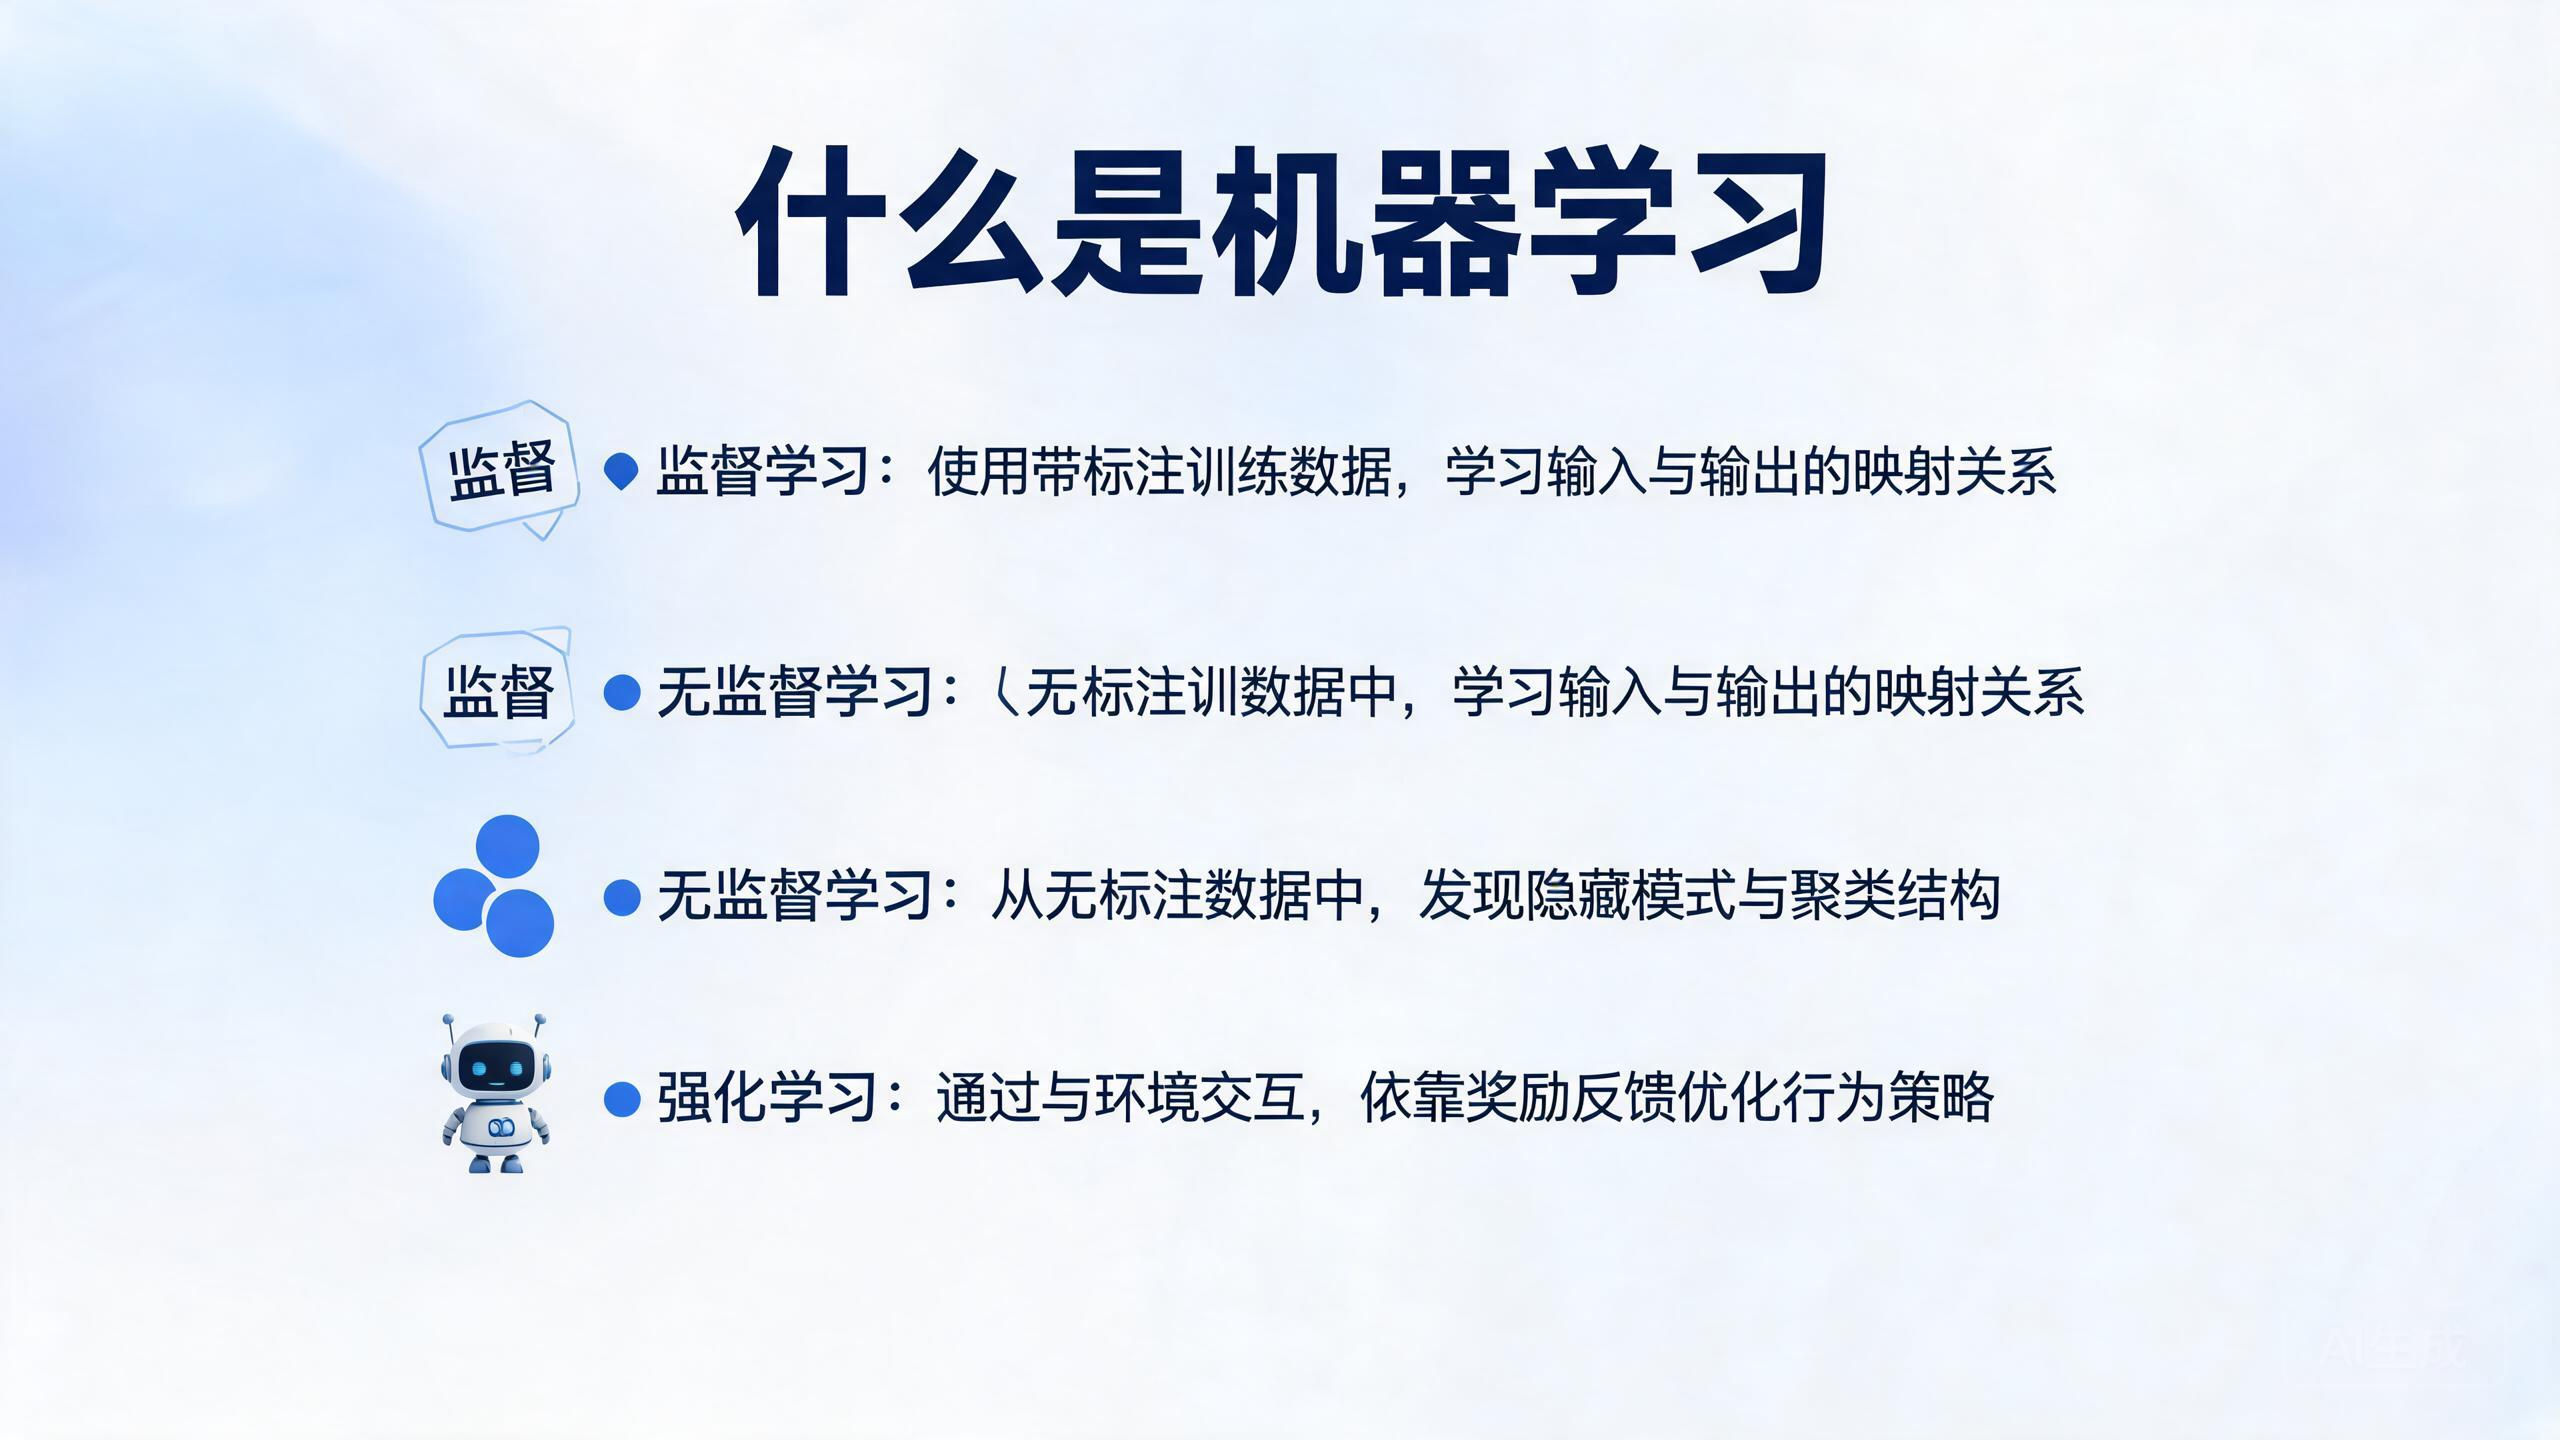 什么是机器学习
监督
监督学习：使用带标注训练数据，学习输入与输出的映射关系
监督
无监督学习：无标注训数据中，学习输入与输出的映射关系
无监督学习：从无标注数据中，发现隐藏模式与聚类结构
强化学习：通过与环境交互，依靠奖励反馈优化行为策略
AI生成